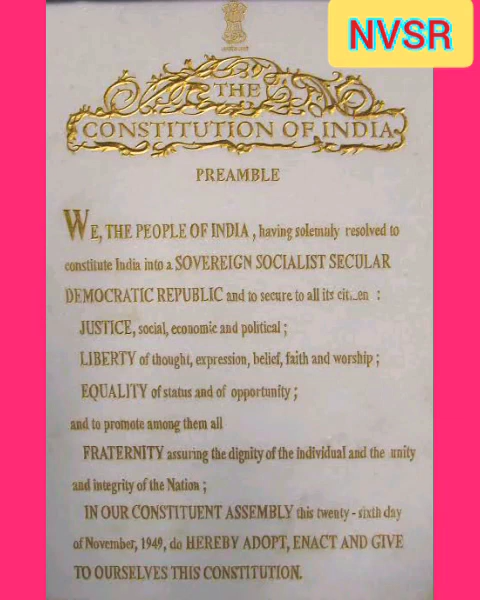 NVSR
THE
CONSTITUTION OF INDIA
PREAMBLE
WE, THE PEOPLE OF INDIA, having solemnly resolved to
constitute India into a SOVEREIGN SOCIALIST SECULAR
DEMOCRATIC REPUBLIC and to secure to all its :
JUSTICE, social, economic and political ;
LIBERTY of thought, expression, belief, faith and worship ;
EQUALITY of status and of opportunity ;
and to promote among them all
FRATERNITY assuring the dignity of the individual and the unity
and integrity of the Nation ;
IN OUR CONSTITUENT ASSEMBLY this twenty - sixth day
of November, 1949, do HEREBY ADOPT, ENACT AND GIVE
TO OURSELVES THIS CONSTITUTION.